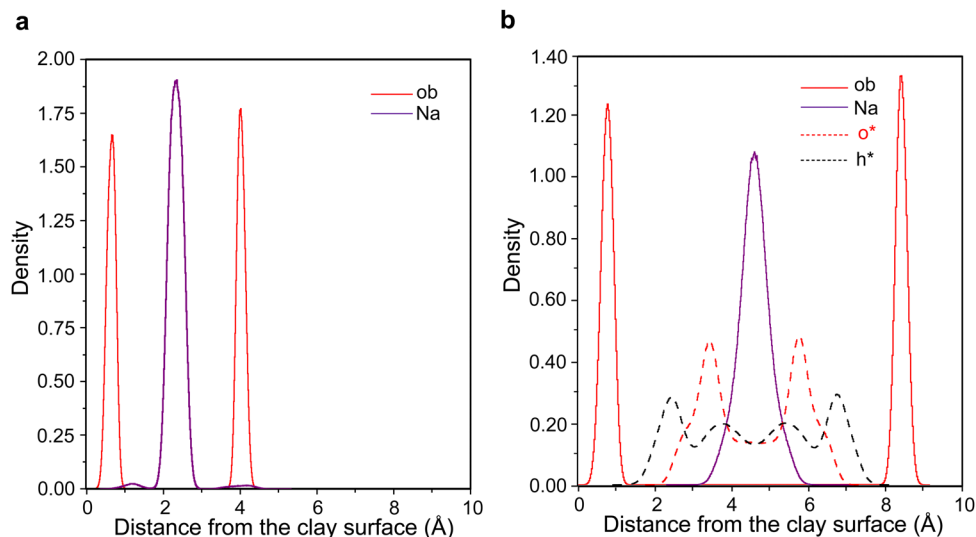 a
2.00
1.75
1.50
1.25
1.00
0.75
0.50
0.25
0.00
Density
0 2 4 6 8 10
Distance from the clay surface (Å)
ob
Na
b
1.40
1.20
1.00
0.80
0.60
0.40
0.20
0.00
Density
0 2 4 6 8 10
Distance from the clay surface (Å)
ob
Na
o*
h*